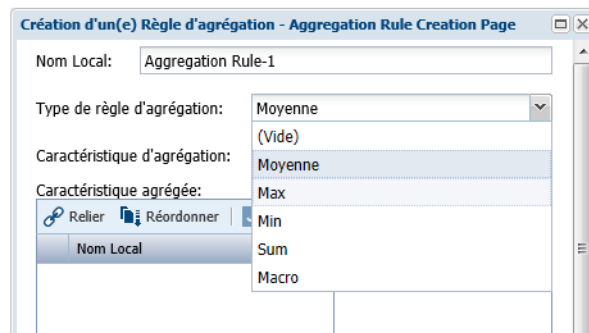 Création d'un(e) Règle d'agrégation - Aggregation Rule Creation Page
Nom Local: Aggregation Rule-1
Type de règle d'agrégation: Moyenne
(Vide)
Caractéristique d'agrégation: Moyenne
Caractéristique agrégée: Max
Relier Réordonner Min
Nom Local Sum
Macro